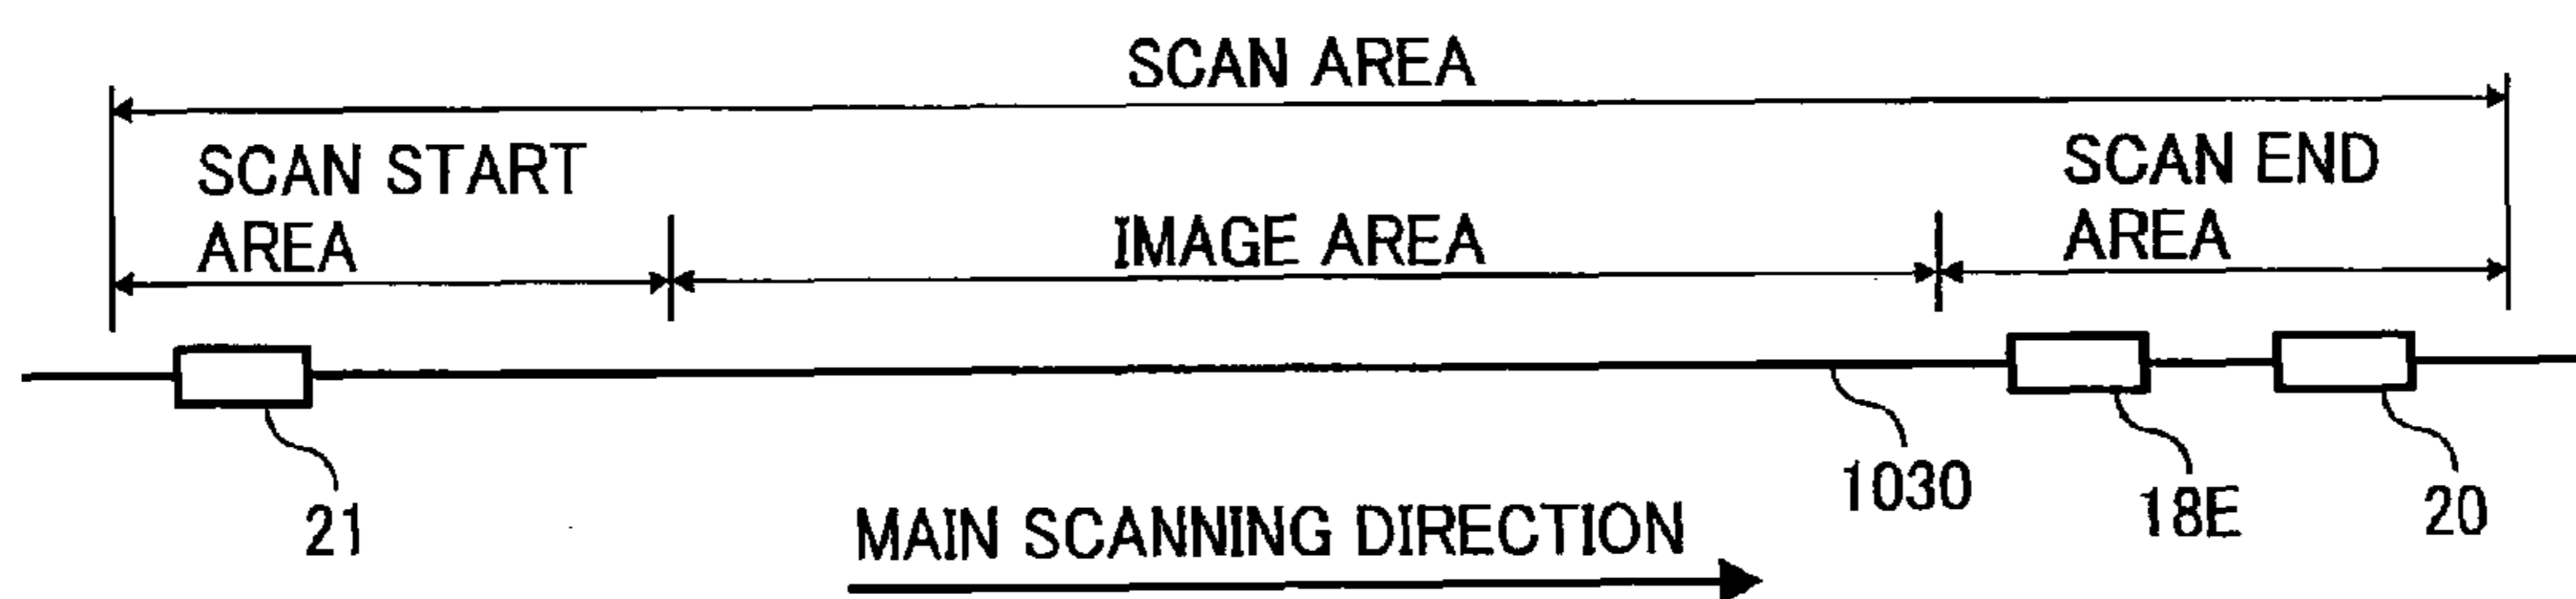 SCAN AREA
SCAN START
AREA
IMAGE AREA
SCAN END
AREA
21
1030
18E
20
MAIN SCANNING DIRECTION